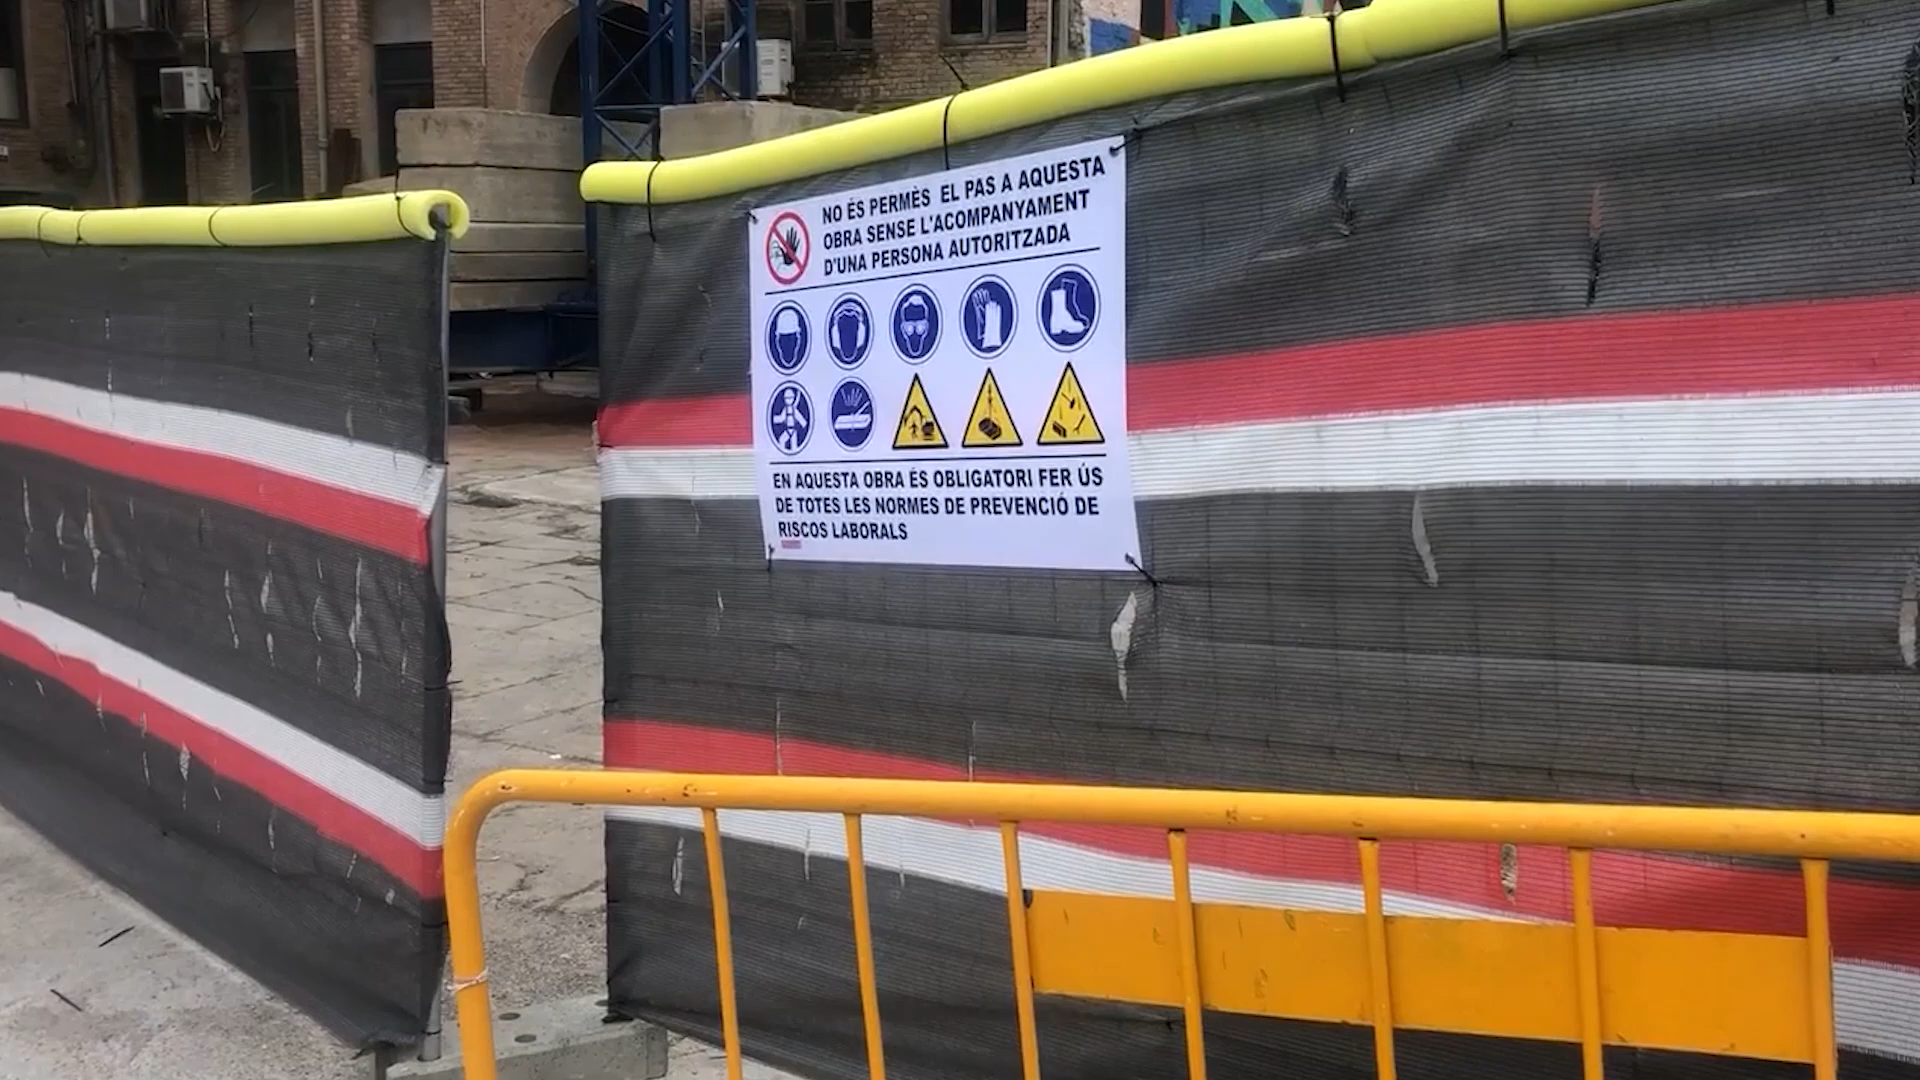 NO ÉS PERMÈS EL PAS A AQUESTA
OBRA SENSE L'ACOMPANYAMENT
D'UNA PERSONA AUTORITZADA
EN AQUESTA OBRA ÉS OBLIGATORI FER ÚS
DE TOTES LES NORMES DE PREVENCIÓ DE
RISCOS LABORALS